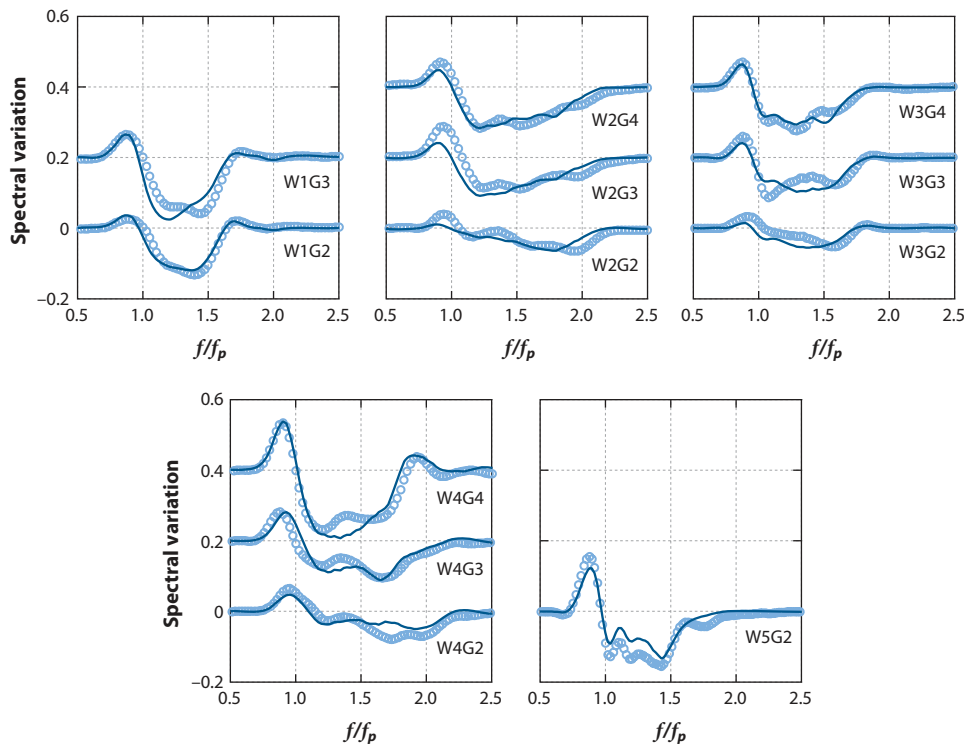 0.6
0.4
0.2
0
−0.2
Spectral variation
W1G3
W1G2
0.5 1.0 1.5 2.0 2.5
f/fp
W2G4
W2G3
W2G2
0.5 1.0 1.5 2.0 2.5
f/fp
W3G4
W3G3
W3G2
0.5 1.0 1.5 2.0 2.5
f/fp
0.6
0.4
0.2
0
−0.2
Spectral variation
W4G4
W4G3
W4G2
0.5 1.0 1.5 2.0 2.5
f/fp
W5G2
0.5 1.0 1.5 2.0 2.5
f/fp